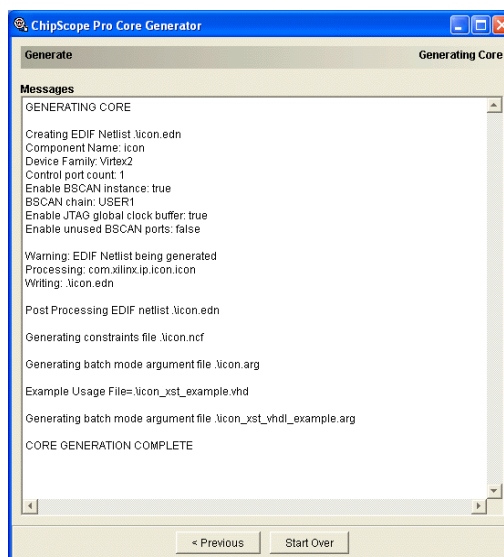 ChipScope Pro Core Generator
Generate
Generating Core
Messages
GENERATING CORE
Creating EDIF Netlist .\icon.edn
Component Name: icon
Device Family: Virtex2
Control port count: 1
Enable BSCAN instance: true
BSCAN chain: USER1
Enable JTAG global clock buffer: true
Enable unused BSCAN ports: false
Warning: EDIF Netlist being generated
Processing: com.xilinx.ip.icon.icon
Writing: .\icon.edn
Post Processing EDIF netlist .\icon.edn
Generating constraints file .\icon.ncf
Generating batch mode argument file .\icon.arg
Example Usage File=.\icon_xst_example.vhd
Generating batch mode argument file .\icon_xst_vhdl_example.arg
CORE GENERATION COMPLETE
< Previous
Start Over